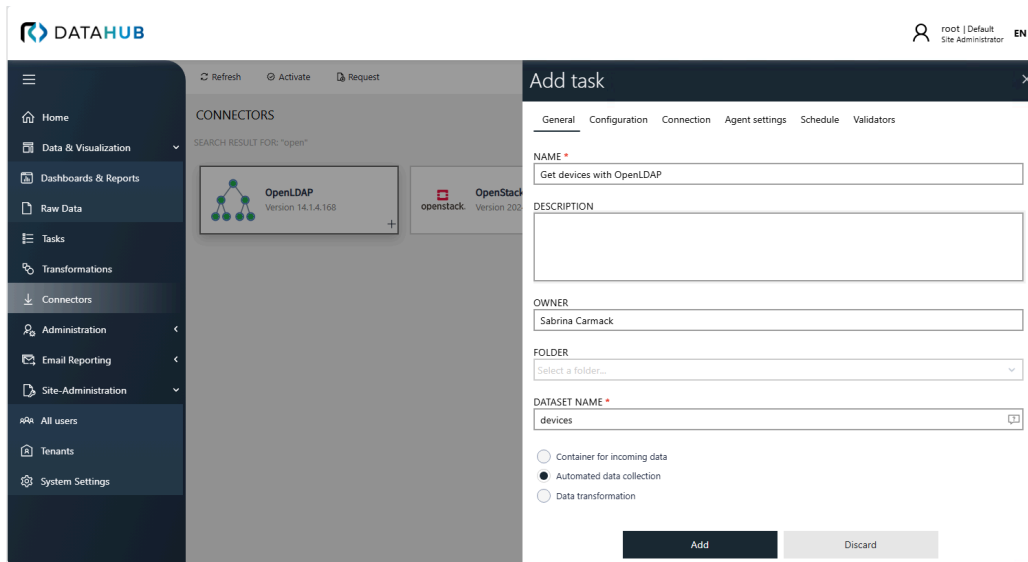 DATAHUB
root | Default
Site Administrator
EN
Refresh
Activate
Request
Home
Data & Visualization
Dashboards & Reports
Raw Data
Tasks
Transformations
Connectors
Administration
Email Reporting
Site-Administration
All users
Tenants
System Settings
CONNECTORS
SEARCH RESULT FOR: "open"
OpenLDAP
Version 14.1.4.168
+
openstack.
OpenStack
Version 202
Add task
General
Configuration
Connection
Agent settings
Schedule
Validators
NAME *
Get devices with OpenLDAP
DESCRIPTION
OWNER
Sabrina Carmack
FOLDER
Select a folder...
DATASET NAME *
devices
Container for incoming data
Automated data collection
Data transformation
Add
Discard